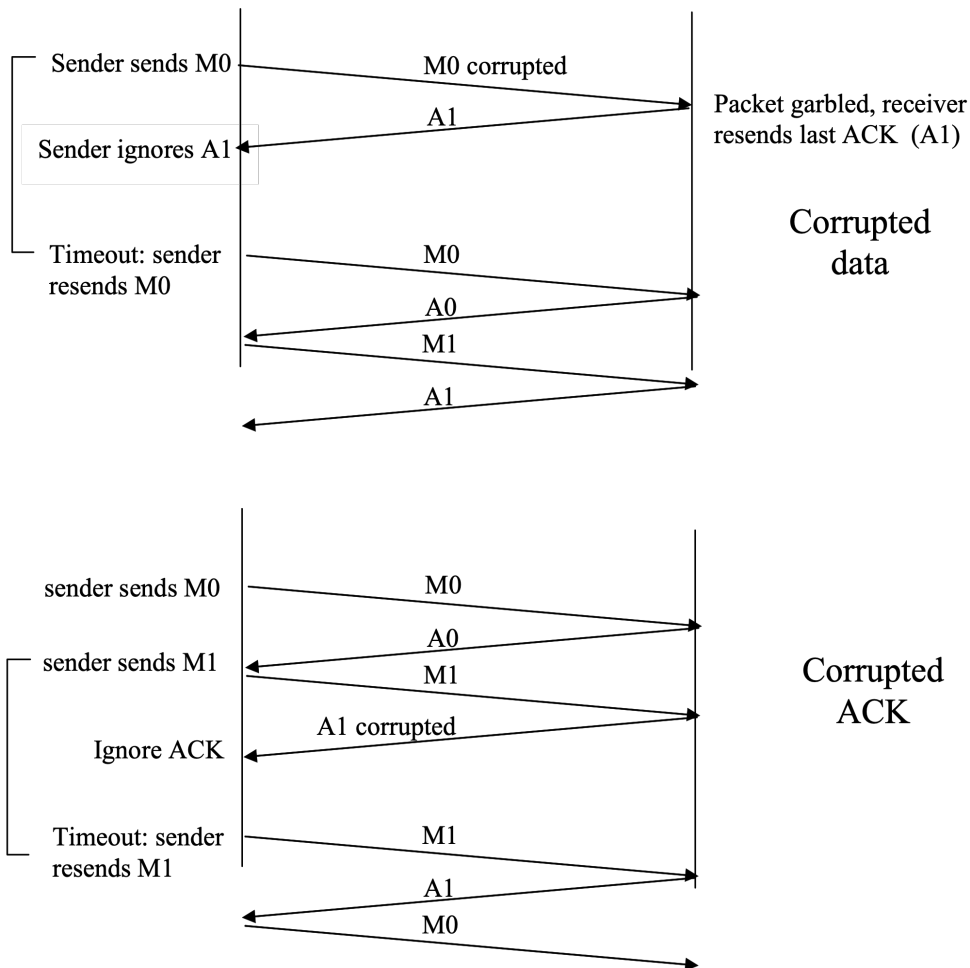 Sender sends M0
M0 corrupted
Packet garbled, receiver
resends last ACK (A1)
A1
Sender ignores A1
Corrupted
data
Timeout: sender
resends M0
M0
A0
M1
A1
sender sends M0
M0
A0
sender sends M1
M1
Corrupted
ACK
A1 corrupted
Ignore ACK
Timeout: sender
resends M1
M1
A1
M0